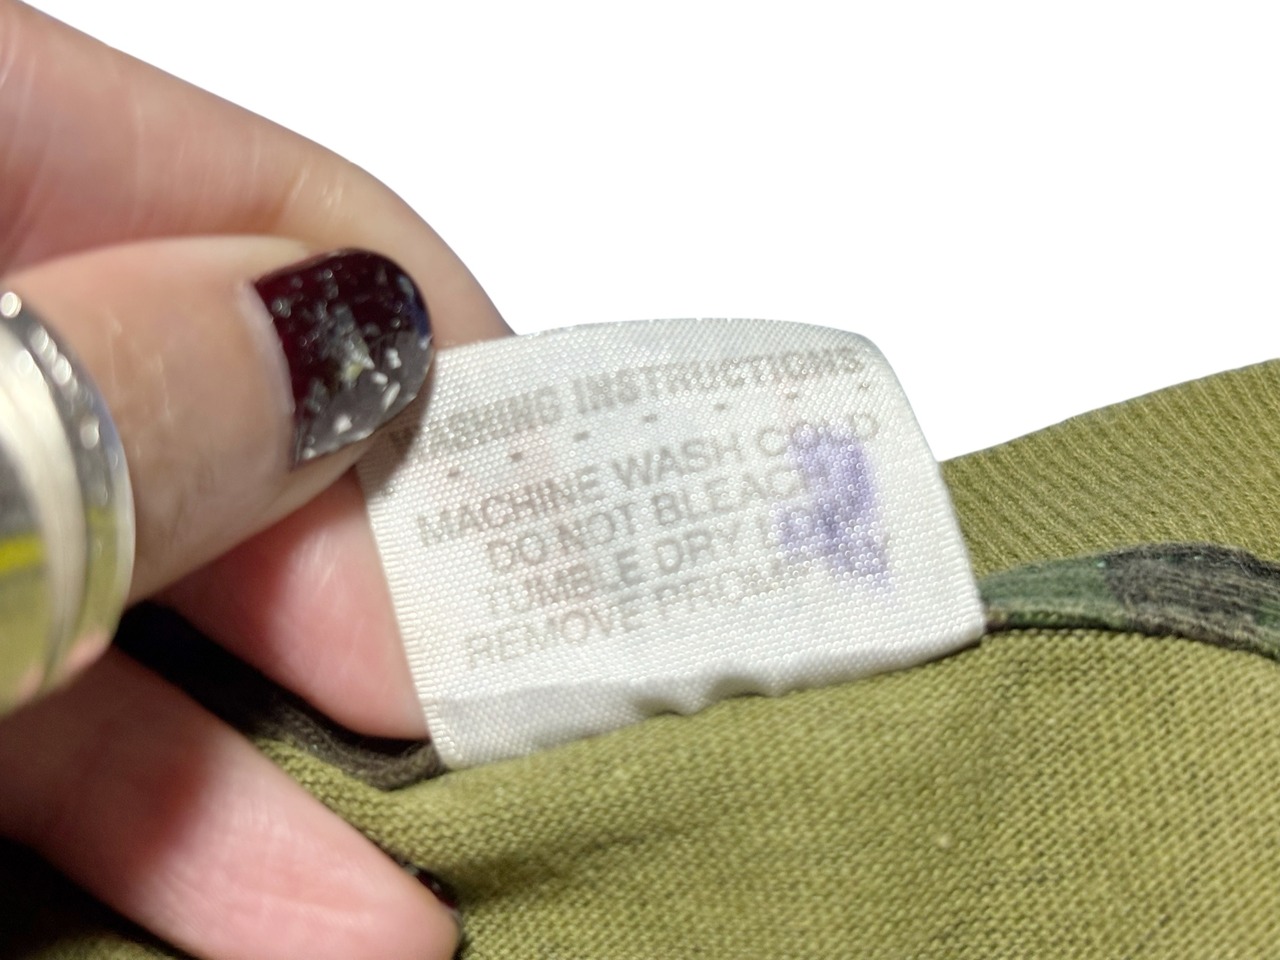 WASHING INSTRUCTIONS
- - - - - - -
MACHINE WASH COLD
DO NOT BLEACH
TUMBLE DRY
REMOVE